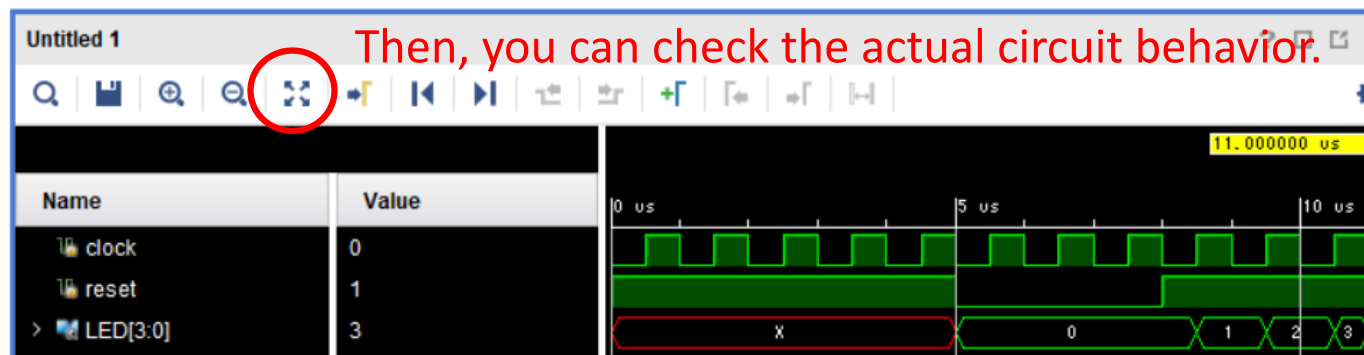 Untitled 1
Then, you can check the actual circuit behavior.
11.000000 us
Name Value
0 us 5 us 10 us
clock 0
reset 1
> LED[3:0] 3 X 0 1 2 3